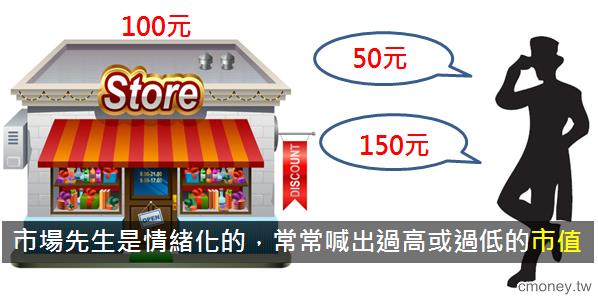 100元
50元
150元
Store
DISCOUNT
OPEN
市場先生是情緒化的，常常喊出過高或過低的市值
cmoney.tw